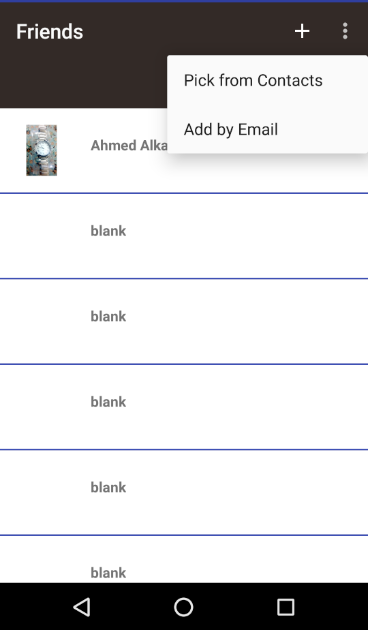 Friends
Pick from Contacts
Add by Email
Ahmed Alka
blank
blank
blank
blank
blank